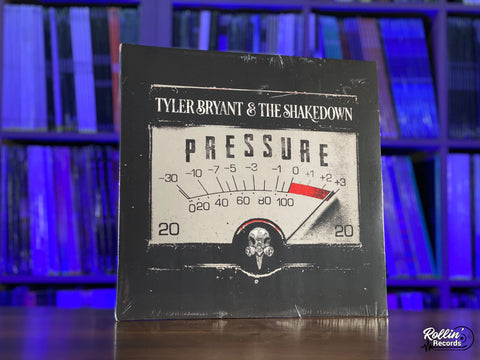 TYLER BRYANT & THE SHAKEDOWN
PRESSURE
-30 -10 -7 -5 -3 -1 0 +1 +2 +3
0 20 40 60 80 100
20 20
Rollin'
Records